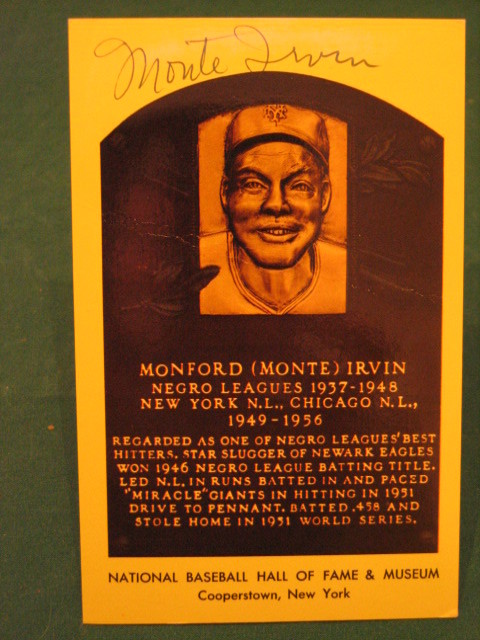 Monte Irvin
MONFORD (MONTE) IRVIN
NEGRO LEAGUES 1937-1948
NEW YORK N.L., CHICAGO N.L.,
1949-1956
REGARDED AS ONE OF NEGRO LEAGUES' BEST
HITTERS. STAR SLUGGER OF NEWARK EAGLES
WON 1946 NEGRO LEAGUE BATTING TITLE.
LED N.L. IN RUNS BATTED IN AND PACED
"MIRACLE" GIANTS IN HITTING IN 1951
DRIVE TO PENNANT. BATTED .458 AND
STOLE HOME IN 1951 WORLD SERIES.
NATIONAL BASEBALL HALL OF FAME & MUSEUM
Cooperstown, New York